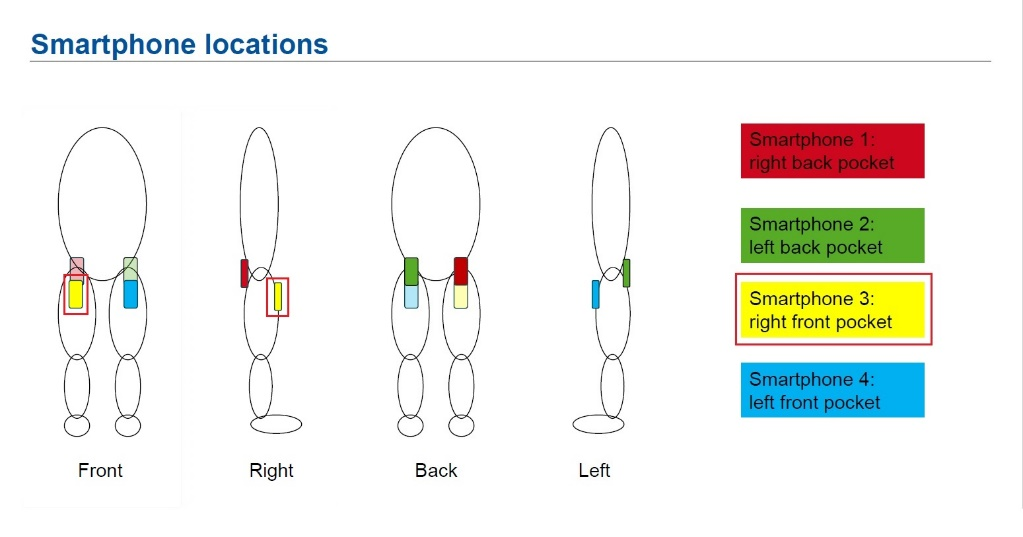 Smartphone locations
Smartphone 1:
right back pocket
Smartphone 2:
left back pocket
Smartphone 3:
right front pocket
Smartphone 4:
left front pocket
Front
Right
Back
Left